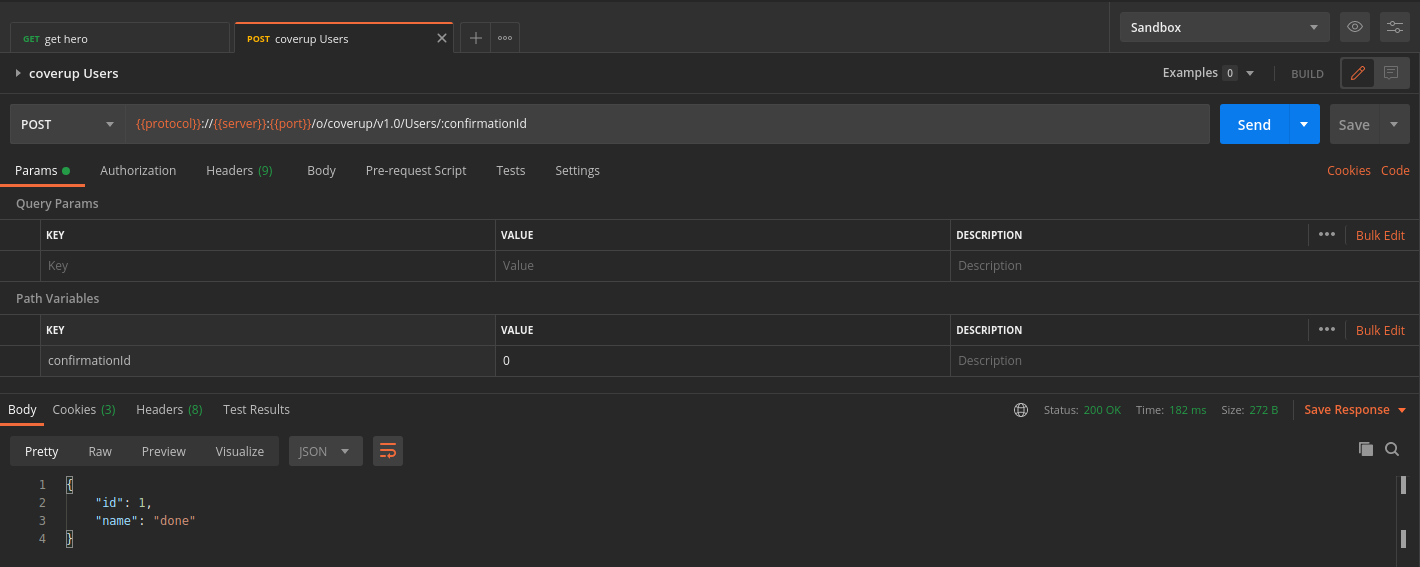 GET get hero
POST coverup Users
Sandbox
coverup Users
Examples 0
BUILD
POST
{{protocol}}://{{server}}:{{port}}/o/coverup/v1.0/Users/:confirmationId
Send
Save
Params Authorization Headers (9) Body Pre-request Script Tests Settings Cookies Code
Query Params
KEY VALUE DESCRIPTION Bulk Edit
Key Value Description
Path Variables
KEY VALUE DESCRIPTION Bulk Edit
confirmationId 0 Description
Body Cookies (3) Headers (8) Test Results Status: 200 OK Time: 182 ms Size: 272 B Save Response
Pretty Raw Preview Visualize JSON
1 {
2 "id": 1,
3 "name": "done"
4 }